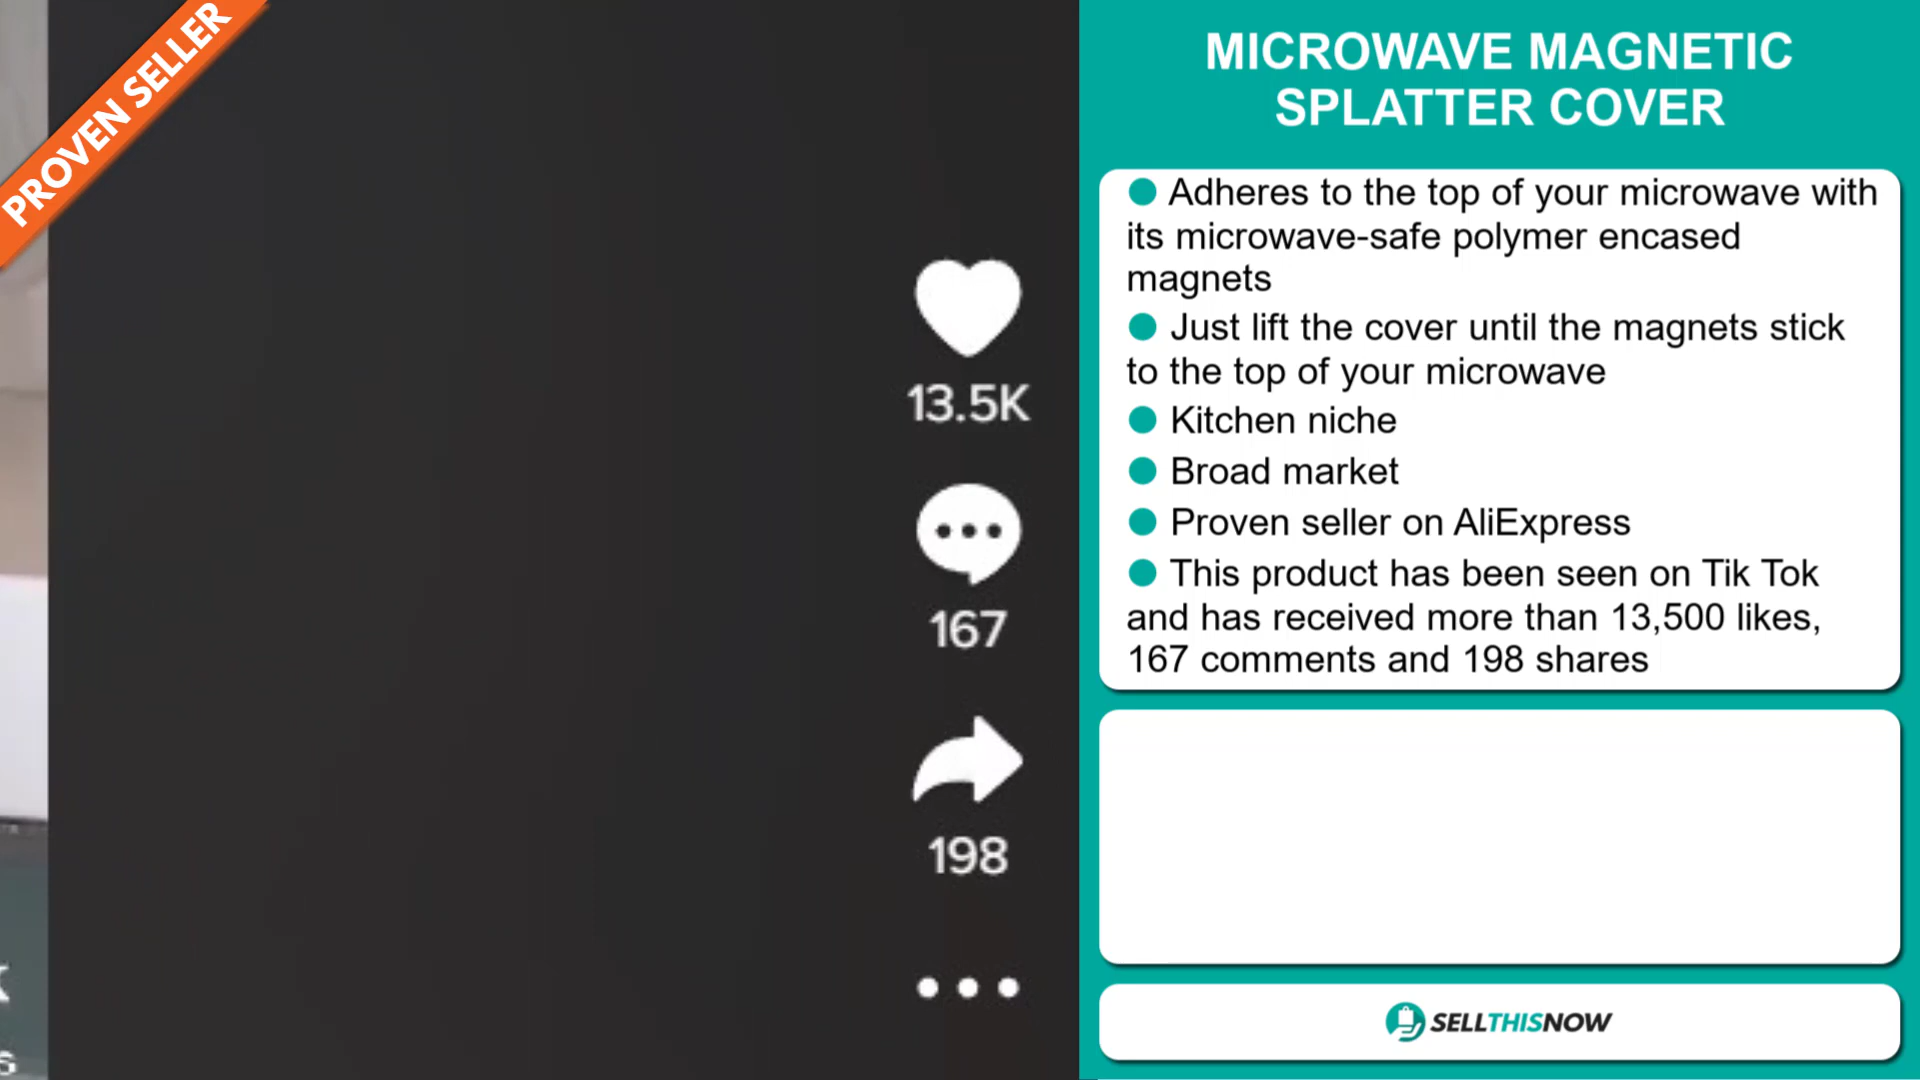 PROVEN SELLER
13.5K
167
198
MICROWAVE MAGNETIC
SPLATTER COVER
Adheres to the top of your microwave with
its microwave-safe polymer encased
magnets
Just lift the cover until the magnets stick
to the top of your microwave
Kitchen niche
Broad market
Proven seller on AliExpress
This product has been seen on Tik Tok
and has received more than 13,500 likes,
167 comments and 198 shares
SELLTHISNOW